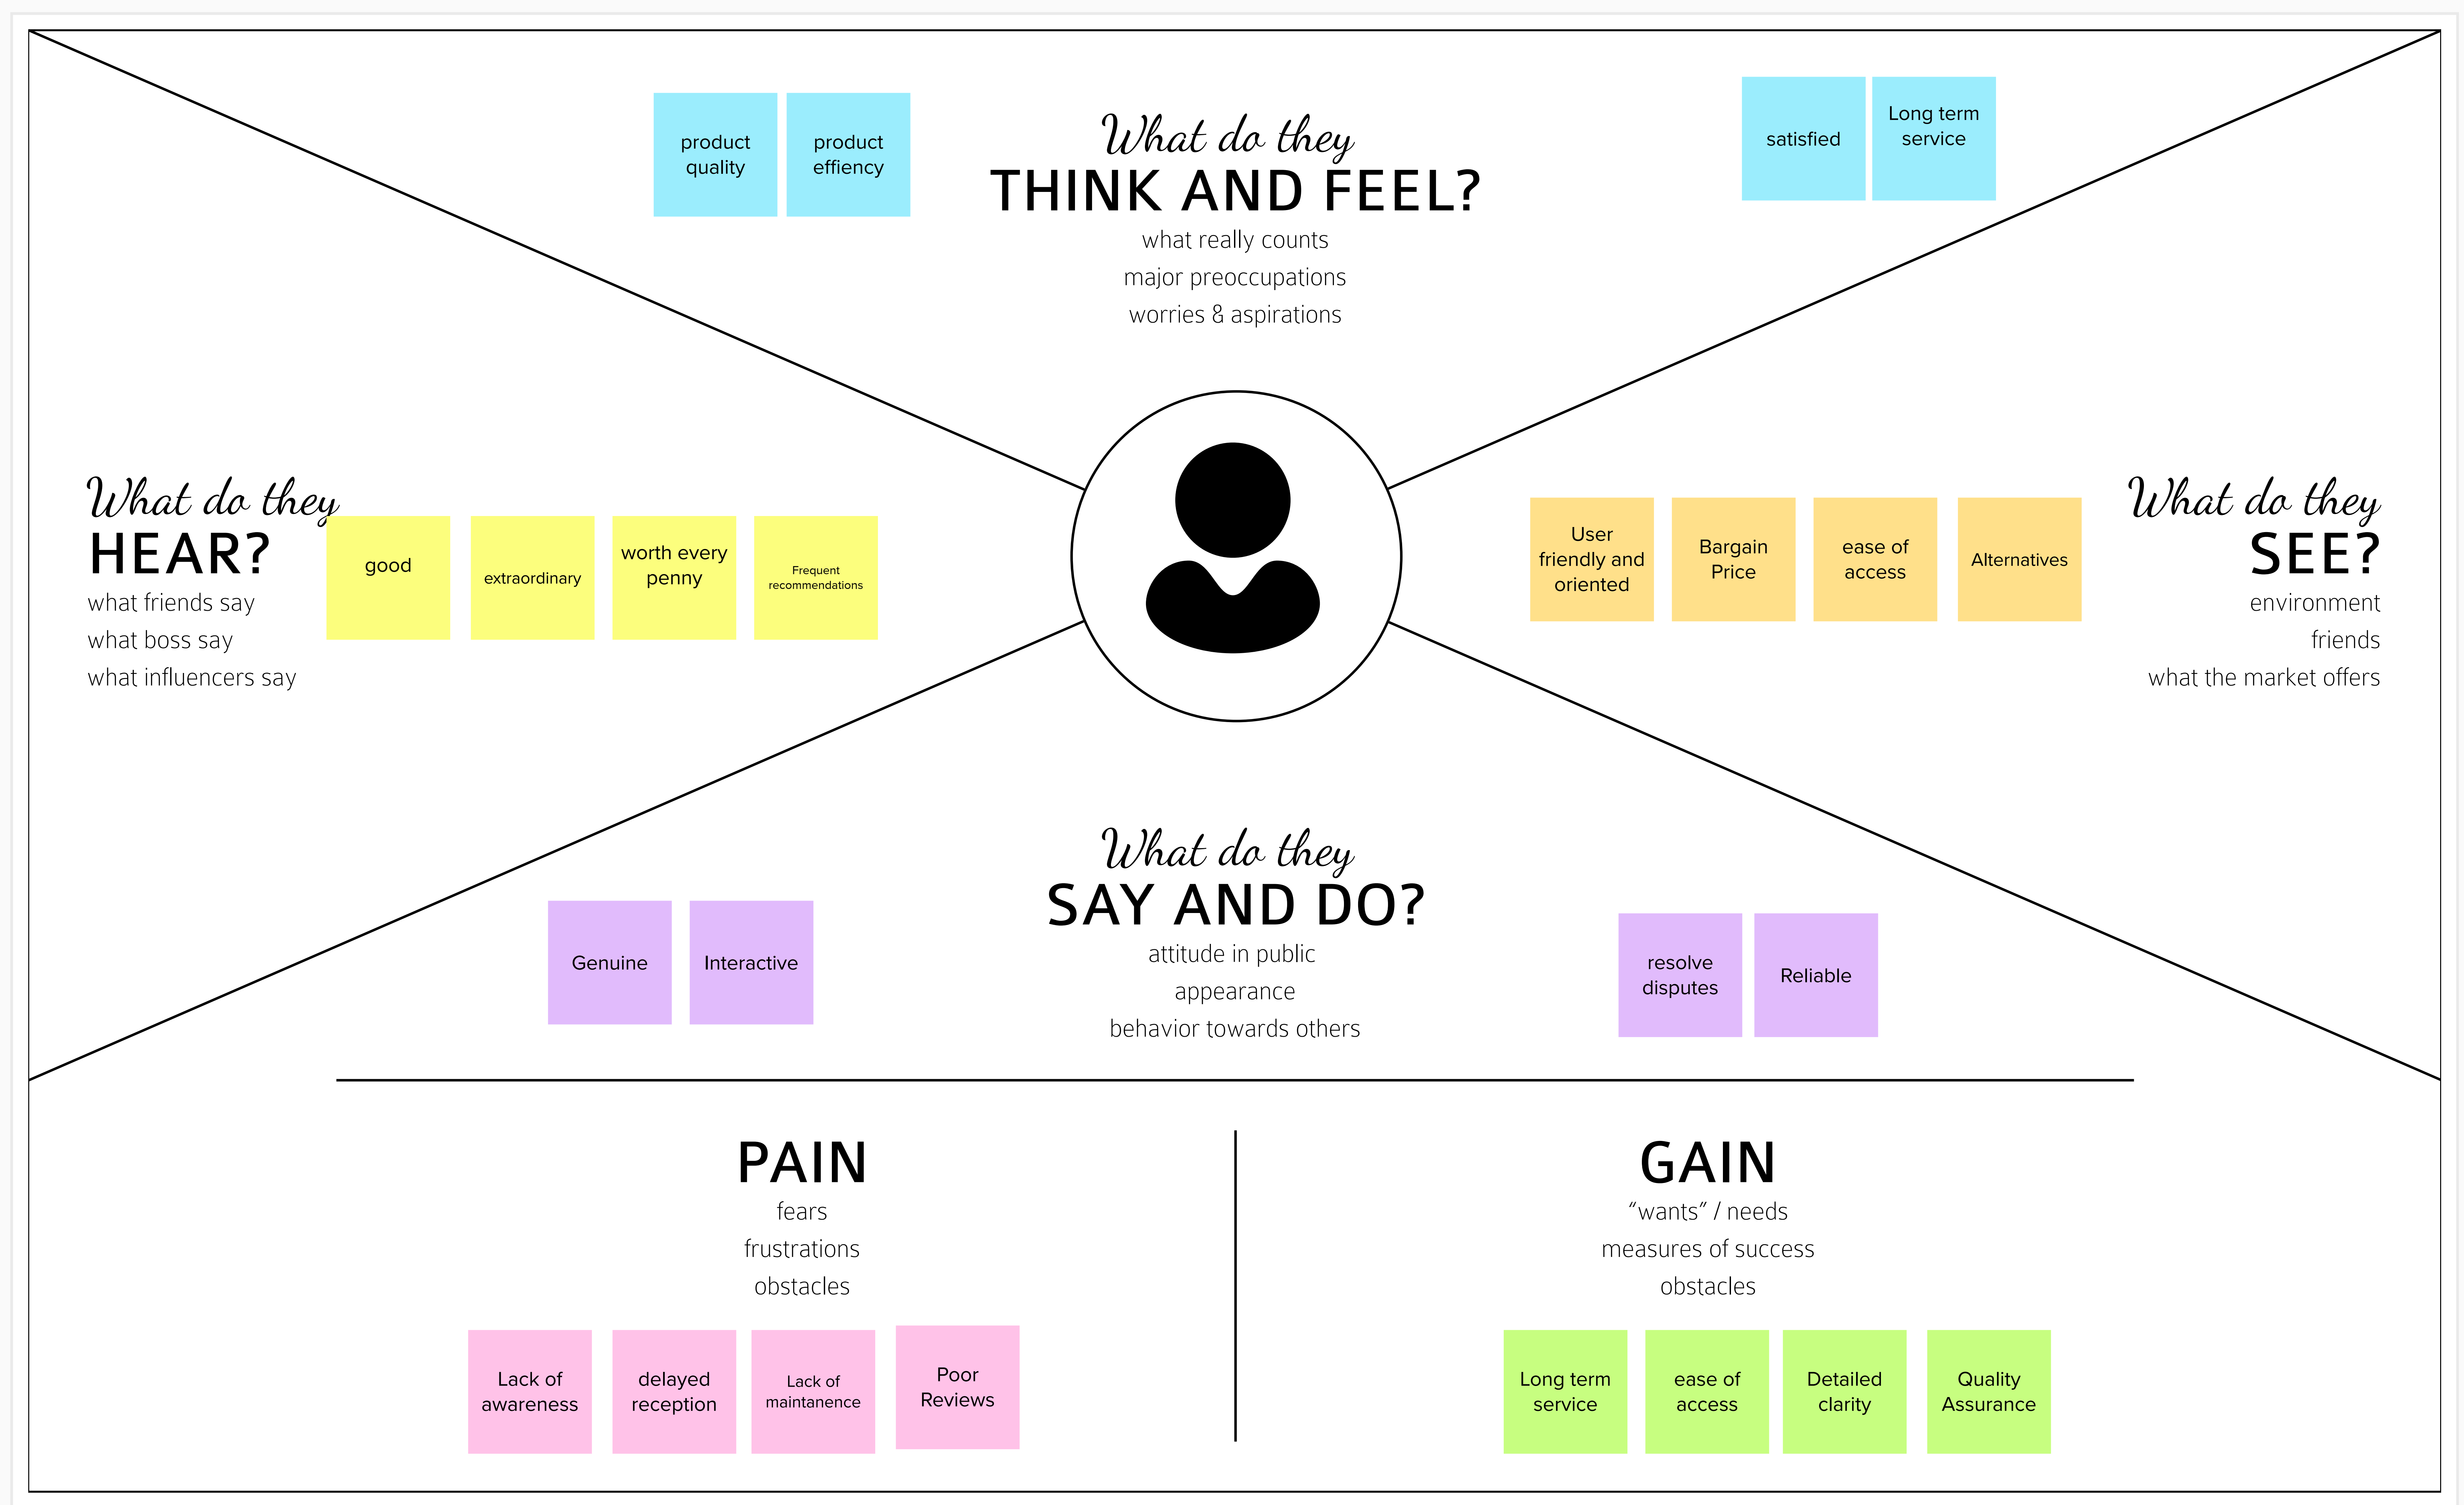 product
quality
product
effiency
What do they
THINK AND FEEL?
what really counts
major preoccupations
worries & aspirations
satisfied
Long term
service
What do they
HEAR?
what friends say
what boss say
what influencers say
good
extraordinary
worth every
penny
Frequent
recommendations
User
friendly and
oriented
Bargain
Price
ease of
access
Alternatives
What do they
SEE?
environment
friends
what the market offers
What do they
SAY AND DO?
attitude in public
appearance
behavior towards others
Genuine
Interactive
resolve
disputes
Reliable
PAIN
fears
frustrations
obstacles
Lack of
awareness
delayed
reception
Lack of
maintanence
Poor
Reviews
GAIN
“wants” / needs
measures of success
obstacles
Long term
service
ease of
access
Detailed
clarity
Quality
Assurance